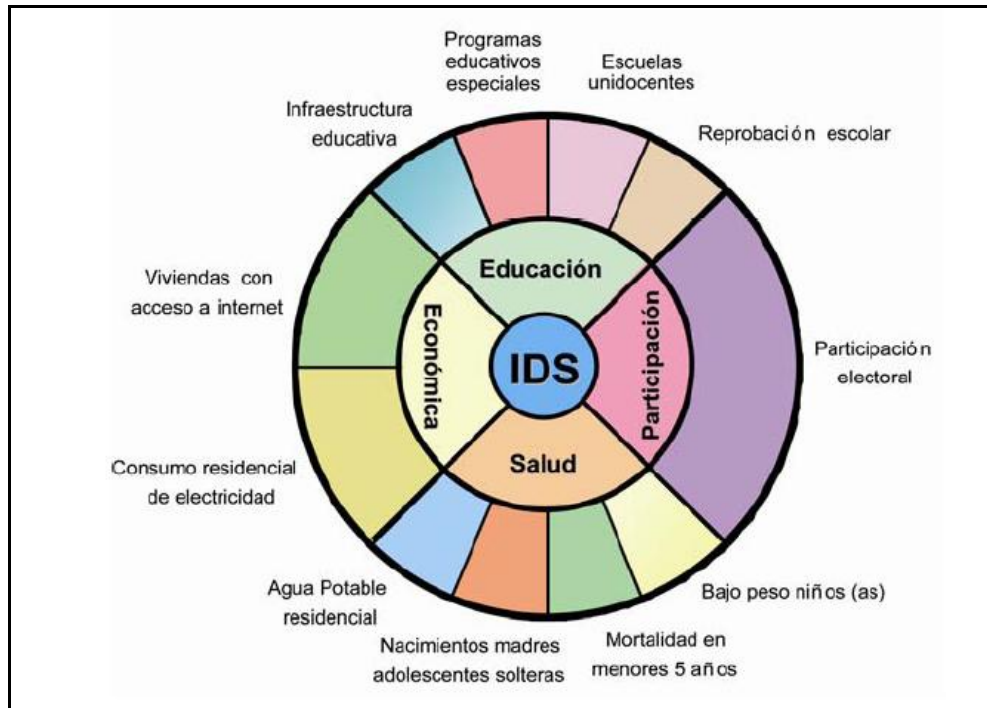 Programas
educativos
especiales
Escuelas
unidocentes
Infraestructura
educativa
Reprobación escolar
Educación
Viviendas con
acceso a internet
Económica
IDS
Participación
Participación
electoral
Consumo residencial
de electricidad
Salud
Agua Potable
residencial
Bajo peso niños (as)
Nacimientos madres
adolescentes solteras
Mortalidad en
menores 5 años